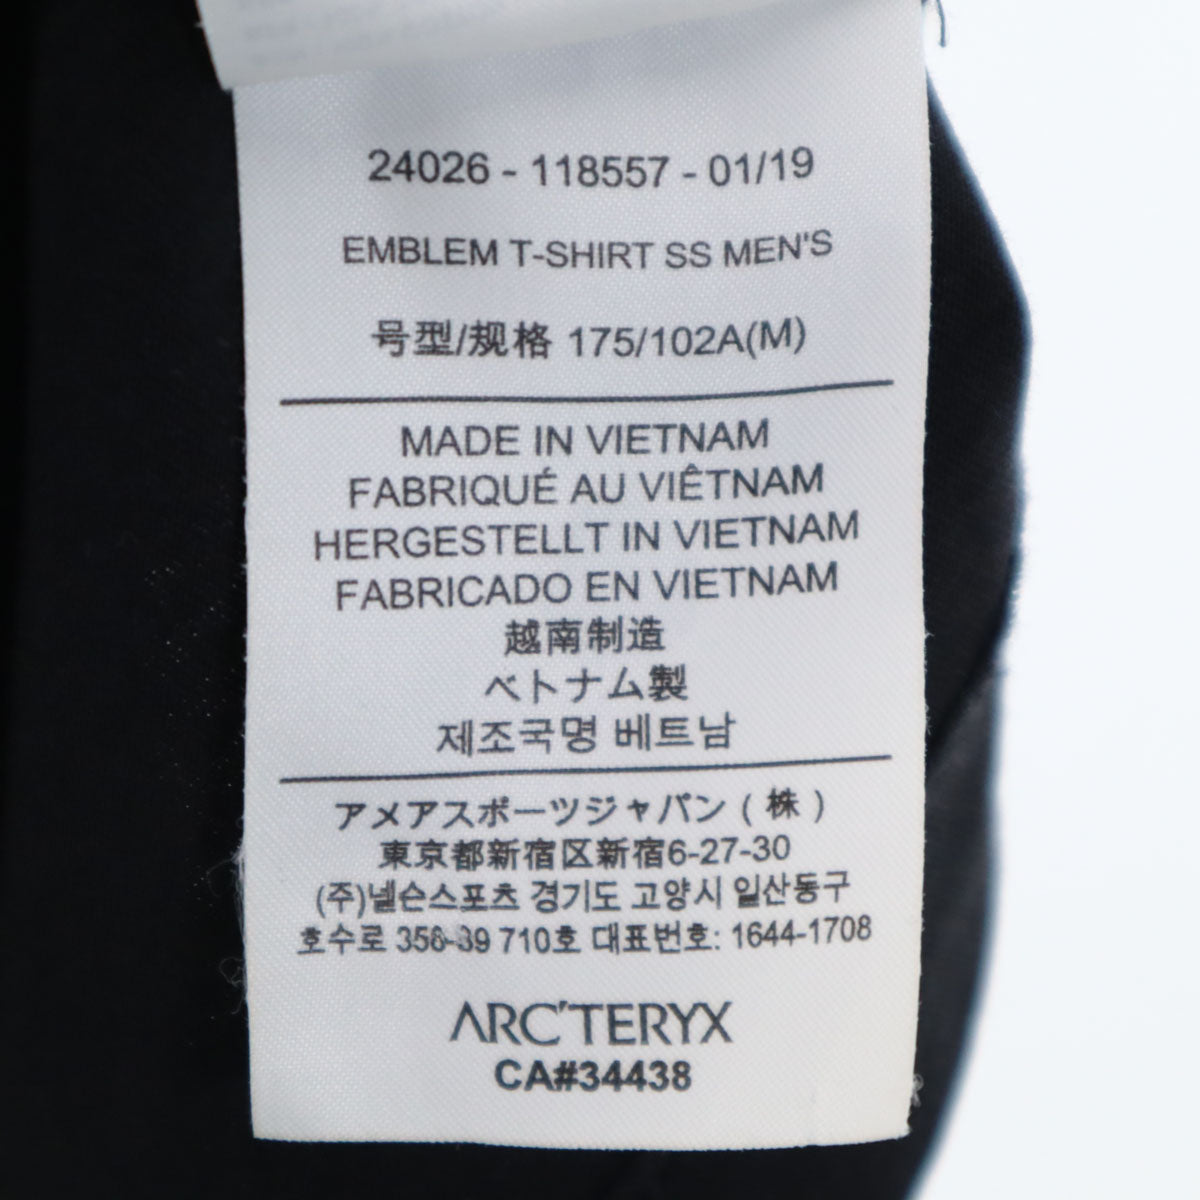 24026 - 118557 - 01/19
EMBLEM T-SHIRT SS MEN'S
号型/规格 175/102A(M)
MADE IN VIETNAM
FABRIQUÉ AU VIÊTNAM
HERGESTELLT IN VIETNAM
FABRICADO EN VIETNAM
越南制造
ベトナム製
제조국명 베트남
アメアスポーツジャパン ( 株 )
東京都新宿区新宿6-27-30
(주)넬슨스포츠 경기도 고양시 일산동구
호수로 358-39 710호 대표번호: 1644-1708
ARC'TERYX
CA#34438